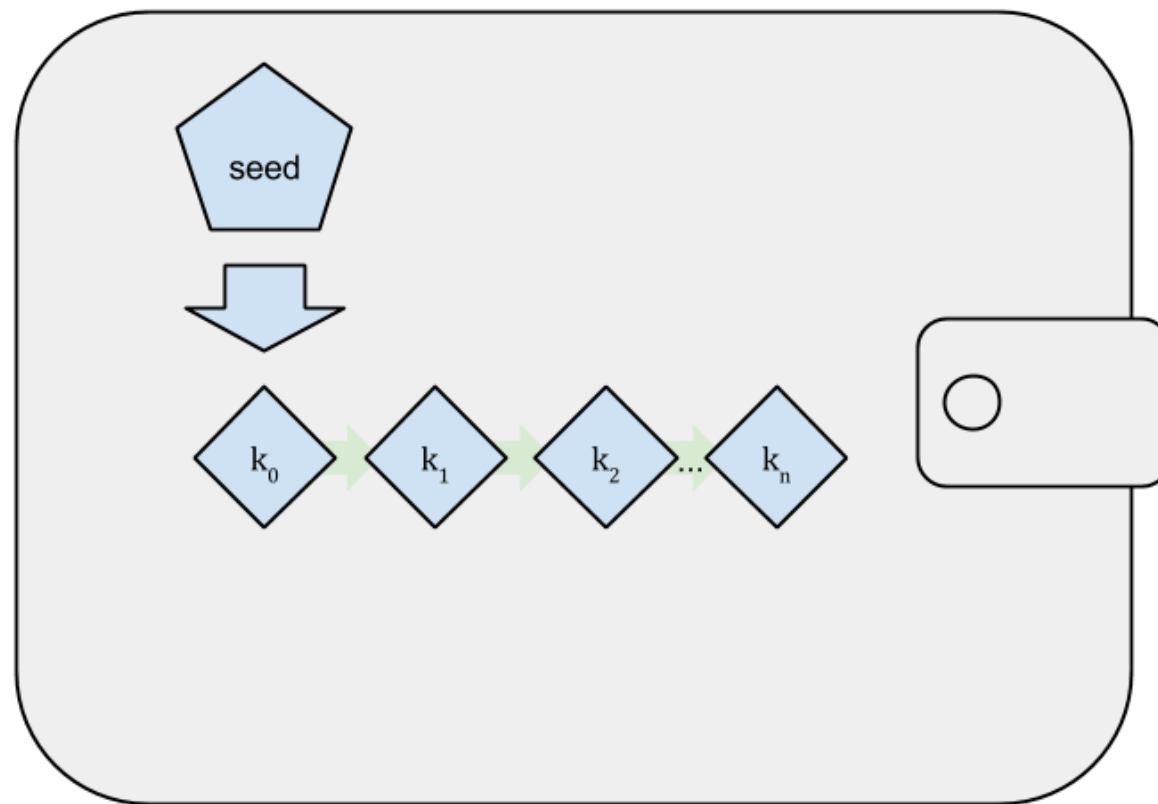 seed
k₀ k₁ k₂ ... kₙ